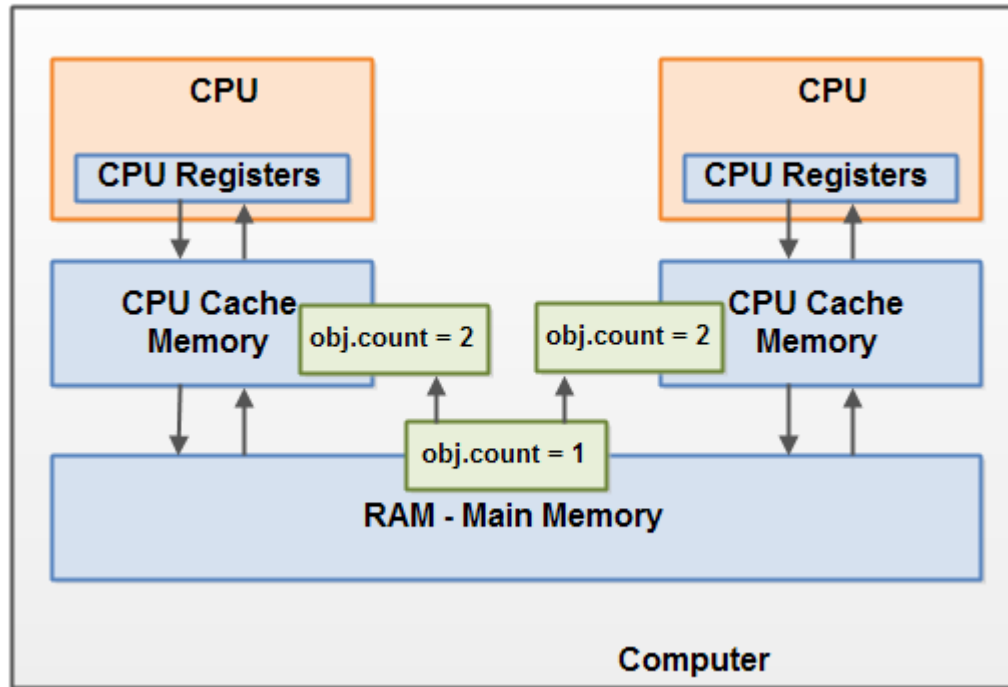 CPU
CPU Registers
CPU Cache
Memory
obj.count = 2
CPU
CPU Registers
CPU Cache
Memory
obj.count = 2
obj.count = 1
RAM - Main Memory
Computer